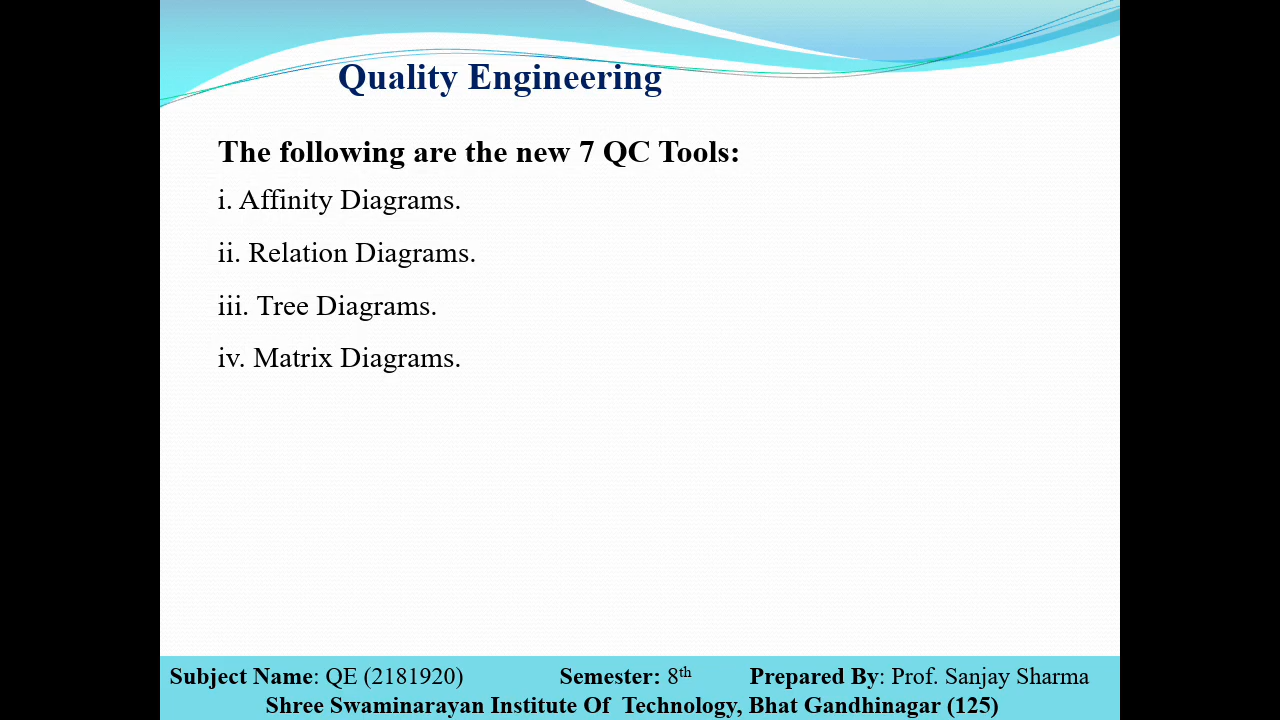 Quality Engineering
The following are the new 7 QC Tools:
i. Affinity Diagrams.
ii. Relation Diagrams.
iii. Tree Diagrams.
iv. Matrix Diagrams.
Subject Name: QE (2181920) Semester: 8th Prepared By: Prof. Sanjay Sharma
Shree Swaminarayan Institute Of Technology, Bhat Gandhinagar (125)